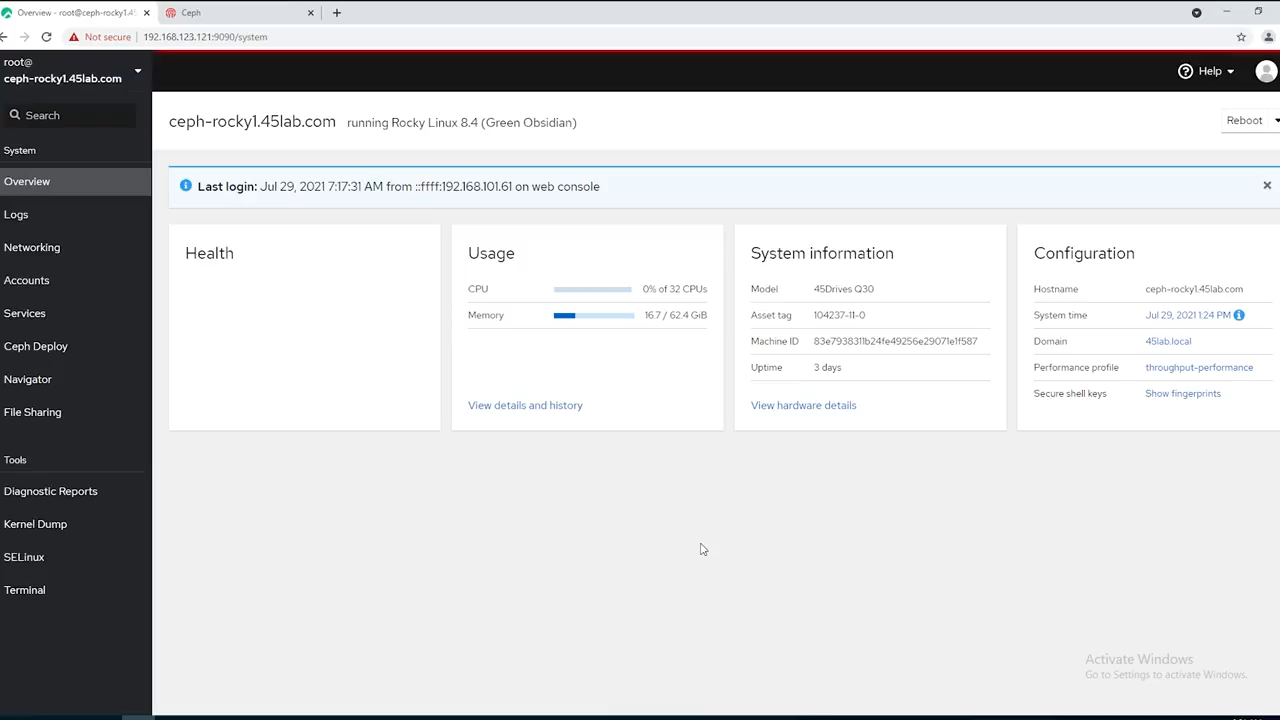 Overview - root@ceph-rocky1.45
Ceph
Not secure
192.168.123.121:9090/system
root@
ceph-rocky1.45lab.com
Help
Search
ceph-rocky1.45lab.com running Rocky Linux 8.4 (Green Obsidian)
Reboot
System
Overview
Last login: Jul 29, 2021 7:17:31 AM from ::ffff:192.168.101.61 on web console
Logs
Networking
Accounts
Services
Ceph Deploy
Navigator
File Sharing
Tools
Diagnostic Reports
Kernel Dump
SELinux
Terminal
Health
Usage
CPU 0% of 32 CPUs
Memory 16.7 / 62.4 GiB
View details and history
System information
Model 45Drives Q30
Asset tag 104237-11-0
Machine ID 83e7938311b24fe49256e29071e1f587
Uptime 3 days
View hardware details
Configuration
Hostname ceph-rocky1.45lab.com
System time Jul 29, 2021 1:24 PM
Domain 45lab.local
Performance profile throughput-performance
Secure shell keys Show fingerprints
Activate Windows
Go to Settings to activate Windows.